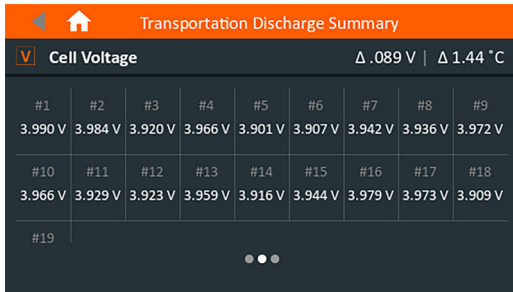 Transportation Discharge Summary
V Cell Voltage Δ .089 V | Δ 1.44 °C
#1 #2 #3 #4 #5 #6 #7 #8 #9
3.990 V 3.984 V 3.920 V 3.966 V 3.901 V 3.907 V 3.942 V 3.936 V 3.972 V
#10 #11 #12 #13 #14 #15 #16 #17 #18
3.966 V 3.929 V 3.923 V 3.959 V 3.916 V 3.944 V 3.979 V 3.973 V 3.909 V
#19